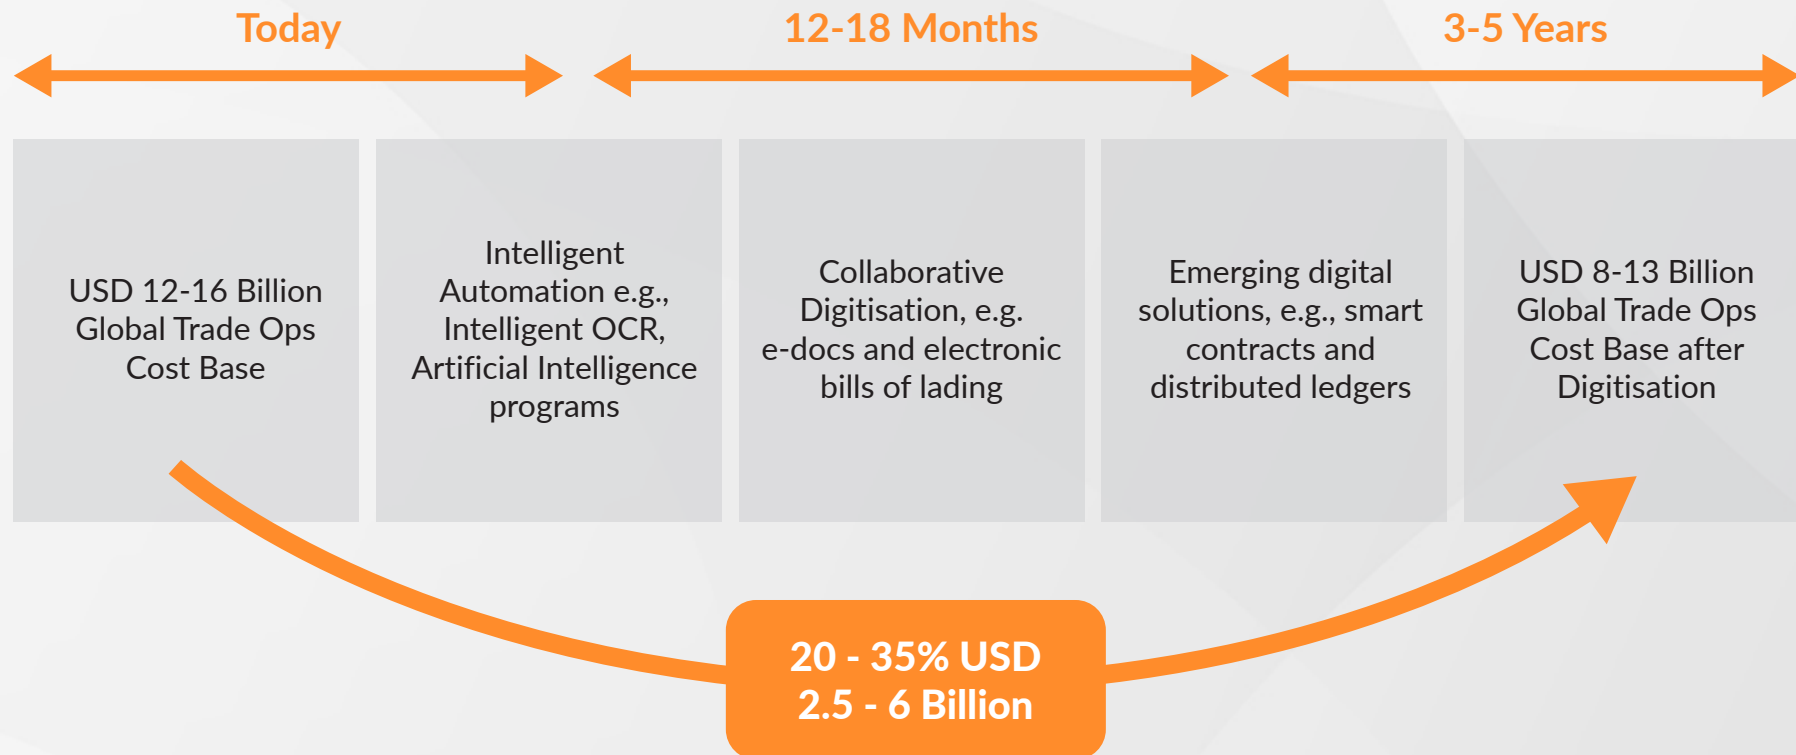 Today
12-18 Months
3-5 Years
USD 12-16 Billion
Global Trade Ops
Cost Base
Intelligent
Automation e.g.,
Intelligent OCR,
Artificial Intelligence
programs
Collaborative
Digitisation, e.g.
e-docs and electronic
bills of lading
Emerging digital
solutions, e.g., smart
contracts and
distributed ledgers
USD 8-13 Billion
Global Trade Ops
Cost Base after
Digitisation
20 - 35% USD
2.5 - 6 Billion